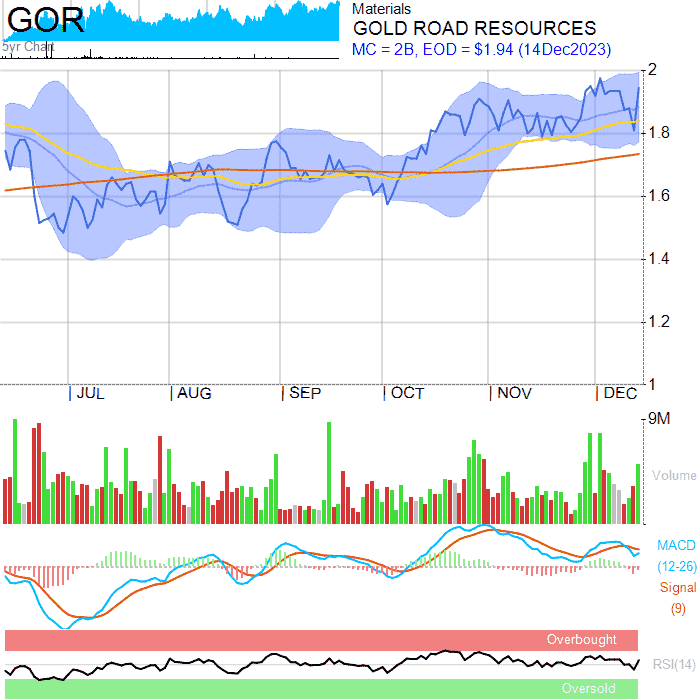 GOR
5yr Chart
Materials
GOLD ROAD RESOURCES
MC = 2B, EOD = $1.94 (14Dec2023)
2
1.8
1.6
1.4
1.2
1
JUL AUG SEP OCT NOV DEC
9M
Volume
MACD
(12-26)
Signal
(9)
Overbought
RSI(14)
Oversold